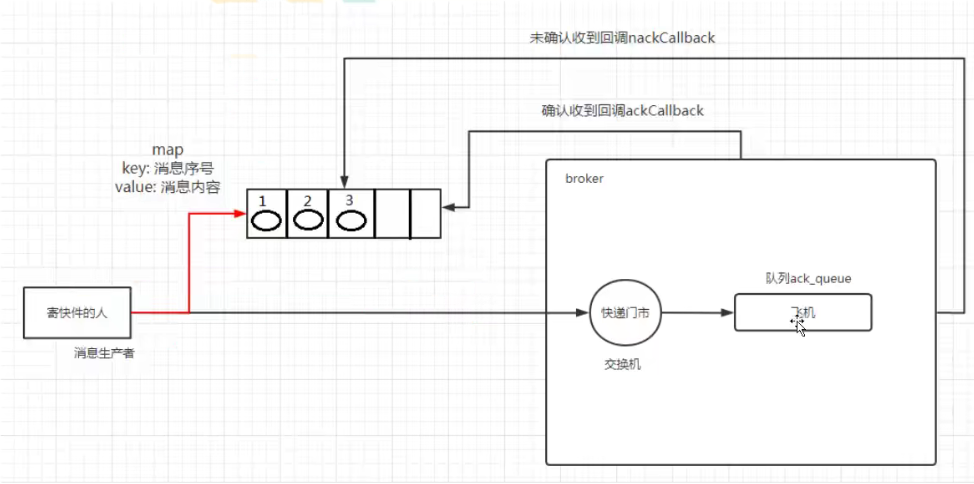 未确认收到回调nackCallback
确认收到回调ackCallback
map
key: 消息序号
value: 消息内容
broker
1
2
3
队列ack_queue
寄快件的人
快递门市
飞机
消息生产者
交换机